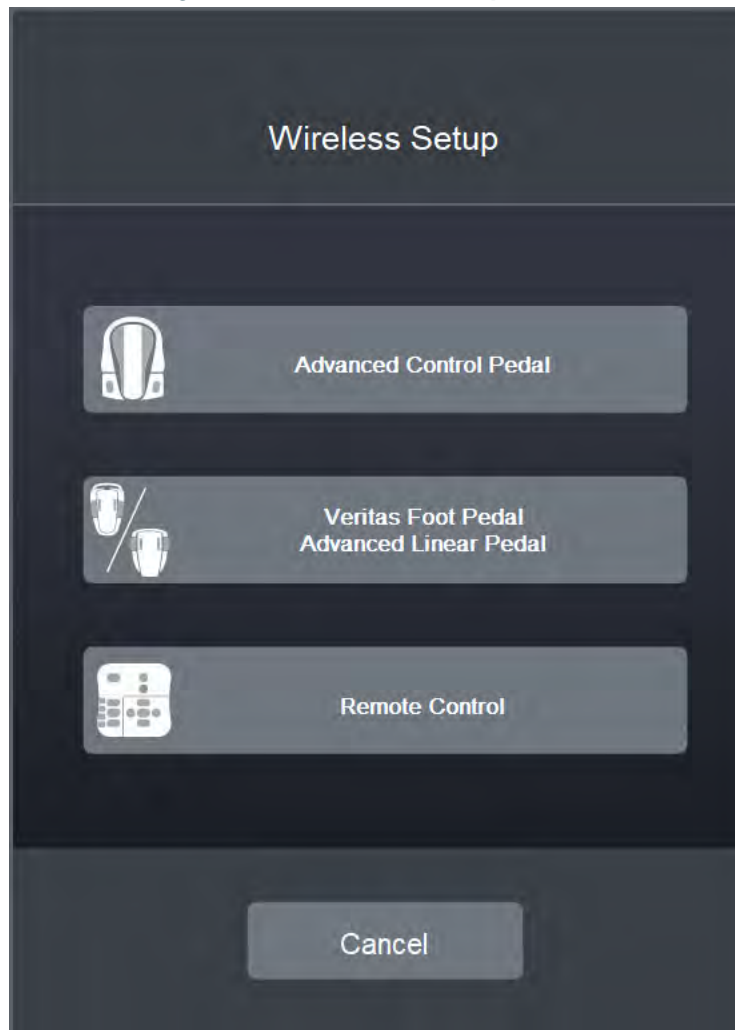 Wireless Setup
Advanced Control Pedal
Veritas Foot Pedal
Advanced Linear Pedal
Remote Control
Cancel